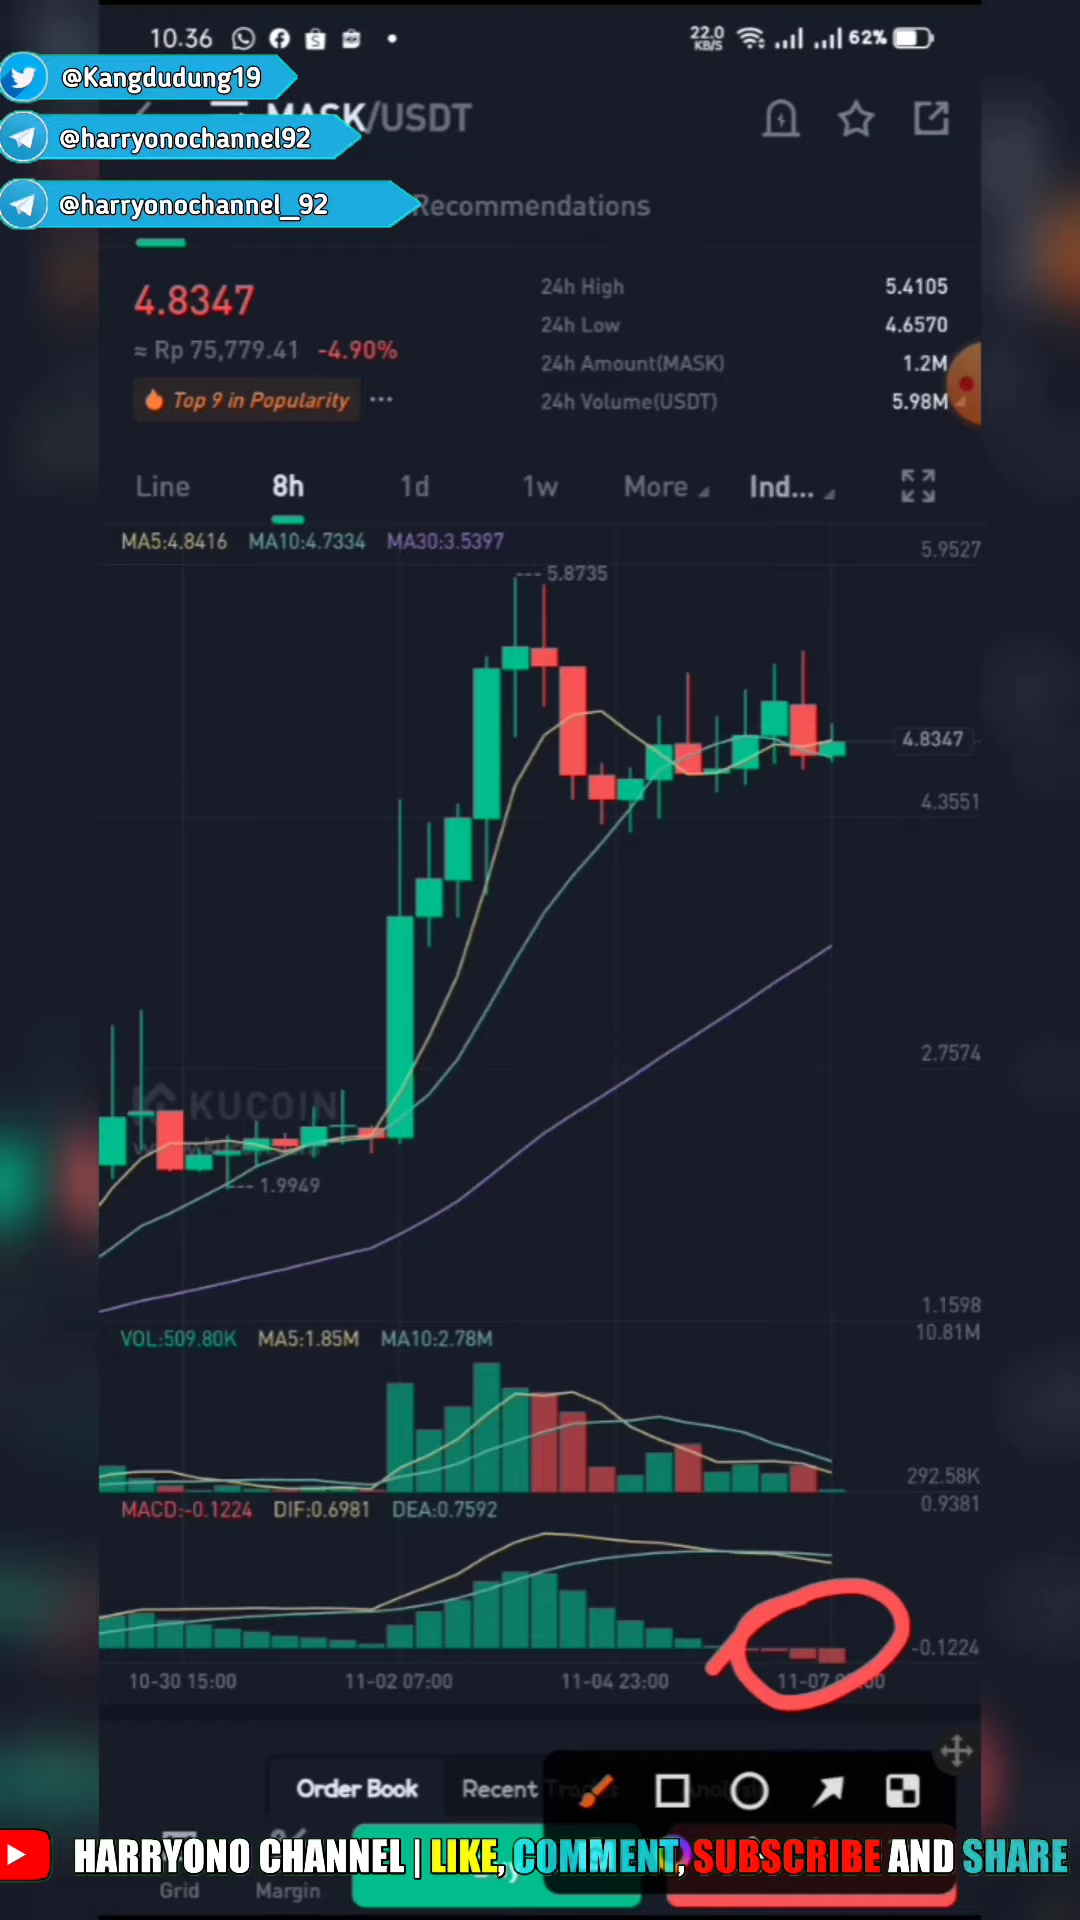 10.36
22.0 KB/S
62%
@Kangdudung19
MASK/USDT
@harryonochannel92
@harryonochannel_92
Recommendations
4.8347
≈ Rp 75,779.41 -4.90%
Top 9 in Popularity ...
24h High 5.4105
24h Low 4.6570
24h Amount(MASK) 1.2M
24h Volume(USDT) 5.98M
Line 8h 1d 1w More Ind...
MA5:4.8416 MA10:4.7334 MA30:3.5397
5.9527
5.8735
4.8347
4.3551
2.7574
KUCOIN
1.9949
1.1598
VOL:509.80K MA5:1.85M MA10:2.78M
10.81M
292.58K
MACD:-0.1224 DIF:0.6981 DEA:0.7592
0.9381
-0.1224
10-30 15:00 11-02 07:00 11-04 23:00 11-07
Order Book Recent
HARRYONO CHANNEL | LIKE, COMMENT, SUBSCRIBE AND SHARE
Grid Margin